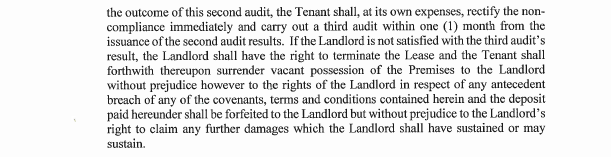 the outcome of this second audit, the Tenant shall, at its own expenses, rectify the non-
compliance immediately and carry out a third audit within one (1) month from the
issuance of the second audit results. If the Landlord is not satisfied with the third audit's
result, the Landlord shall have the right to terminate the Lease and the Tenant shall
forthwith thereupon surrender vacant possession of the Premises to the Landlord
without prejudice however to the rights of the Landlord in respect of any antecedent
breach of any of the covenants, terms and conditions contained herein and the deposit
paid hereunder shall be forfeited to the Landlord but without prejudice to the Landlord's
right to claim any further damages which the Landlord shall have sustained or may
sustain.